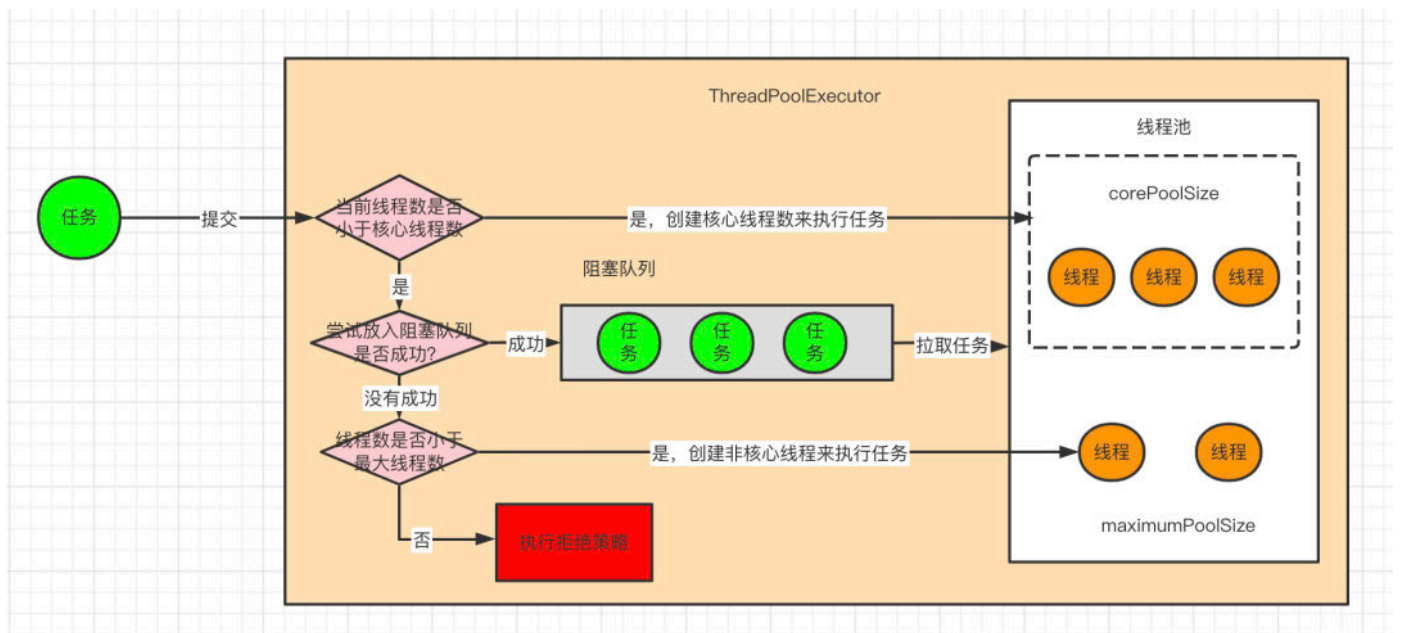 ThreadPoolExecutor
线程池
任务
提交
当前线程数是否
小于核心线程数
是，创建核心线程数来执行任务
corePoolSize
线程
线程
线程
是
阻塞队列
尝试放入阻塞队列
是否成功?
成功
任
务
任
务
任
务
拉取任务
没有成功
线程数是否小于
最大线程数
是，创建非核心线程来执行任务
线程
线程
maximumPoolSize
否
执行拒绝策略